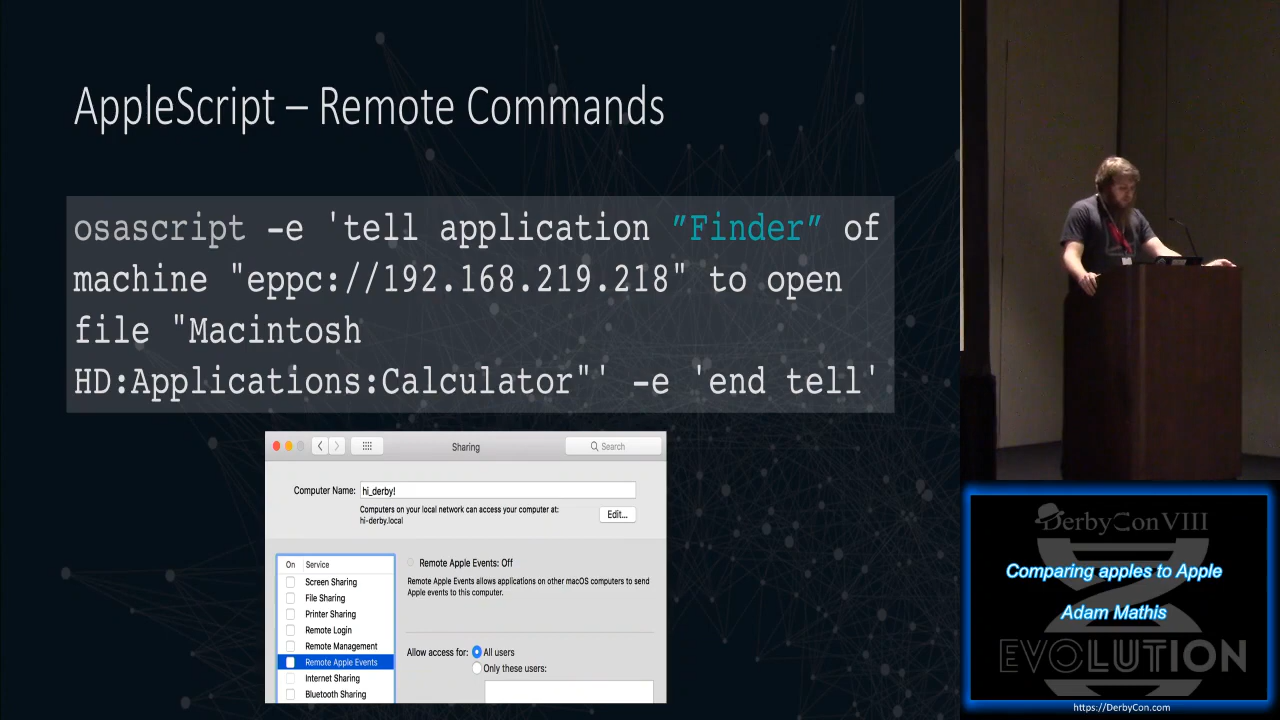 AppleScript – Remote Commands
osascript –e 'tell application ”Finder” of
machine "eppc://192.168.219.218" to open
file "Macintosh
HD:Applications:Calculator"' –e 'end tell'
Sharing
Search
Computer Name:
hi_derby!
Computers on your local network can access your computer at:
hi-derby.local
Edit...
On
Service
Screen Sharing
File Sharing
Printer Sharing
Remote Login
Remote Management
Remote Apple Events
Internet Sharing
Bluetooth Sharing
Remote Apple Events: Off
Remote Apple Events allows applications on other macOS computers to send
Apple events to this computer.
Allow access for:
All users
Only these users:
DerbyCon VIII
Comparing apples to Apple
Adam Mathis
EVOLUTION
https://DerbyCon.com